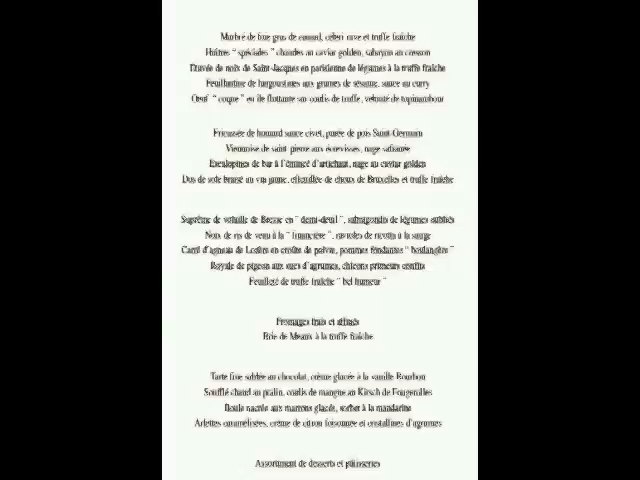 Marbré de foie gras de canard, céleri rave et truffe fraîche
Huîtres “ spéciales ” chaudes au caviar golden, sabayon au cresson
Etuvée de noix de Saint-Jacques en parisienne de légumes à la truffe fraîche
Feuillantine de langoustines aux graines de sésame, sauce au curry
Oeuf “ coque ” en île flottante sur coulis de truffe, velouté de topinambour
Fricassée de homard sauce civet, purée de pois Saint-Germain
Viennoise de saint pierre aux écrevisses, nage safranée
Escalopines de bar à l'émincé d'artichaut, nage au caviar golden
Dos de sole braisé au vin jaune, effeuillée de choux de Bruxelles et truffe fraîche
Suprême de volaille de Bresse en “ demi-deuil ”, salmigondis de légumes oubliés
Noix de ris de veau à la “ financière ”, ravioles de ricotta à la sauge
Carré d'agneau de Lozère en croûte de poivre, pommes fondantes “ boulangère ”
Royale de pigeon aux sucs d'agrumes, chicons primeurs confits
Feuilleté de truffe fraîche “ bel humeur ”
Fromages frais et affinés
Brie de Meaux à la truffe fraîche
Tarte fine sablée au chocolat, crème glacée à la vanille Bourbon
Soufflé chaud au pralin, coulis de mangue au Kirsch de Fougerolles
Boule nacrée aux marrons glacés, sorbet à la mandarine
Arlettes caramélisées, crème de citron foisonnée et cristallines d'agrumes
Assortiment de desserts et pâtisseries